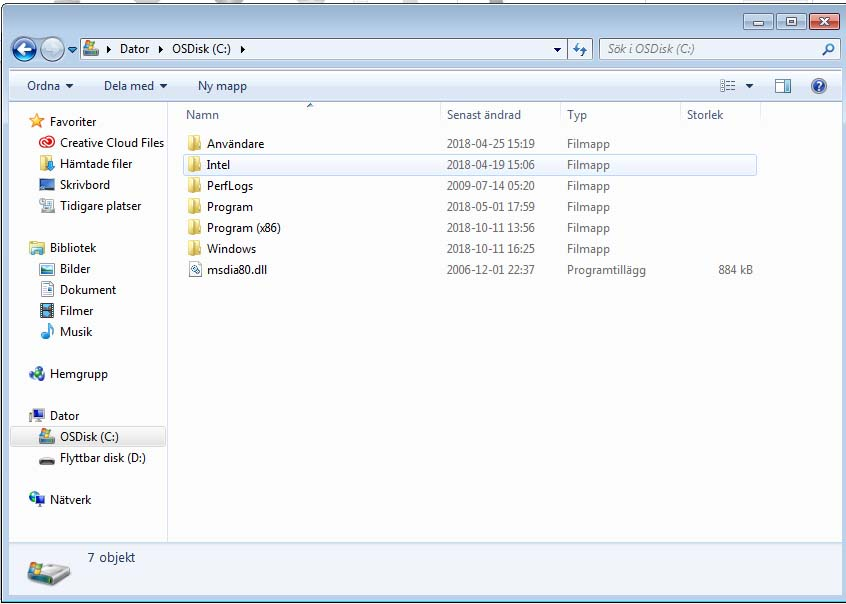 Dator OSDisk (C:)
Sök i OSDisk (C:)
Ordna Dela med Ny mapp
Favoriter
Creative Cloud Files
Hämtade filer
Skrivbord
Tidigare platser
Bibliotek
Bilder
Dokument
Filmer
Musik
Hemgrupp
Dator
OSDisk (C:)
Flyttbar disk (D:)
Nätverk
Namn Senast ändrad Typ Storlek
Användare 2018-04-25 15:19 Filmapp
Intel 2018-04-19 15:06 Filmapp
PerfLogs 2009-07-14 05:20 Filmapp
Program 2018-05-01 17:59 Filmapp
Program (x86) 2018-10-11 13:56 Filmapp
Windows 2018-10-11 16:25 Filmapp
msdia80.dll 2006-12-01 22:37 Programtillägg 884 kB
7 objekt